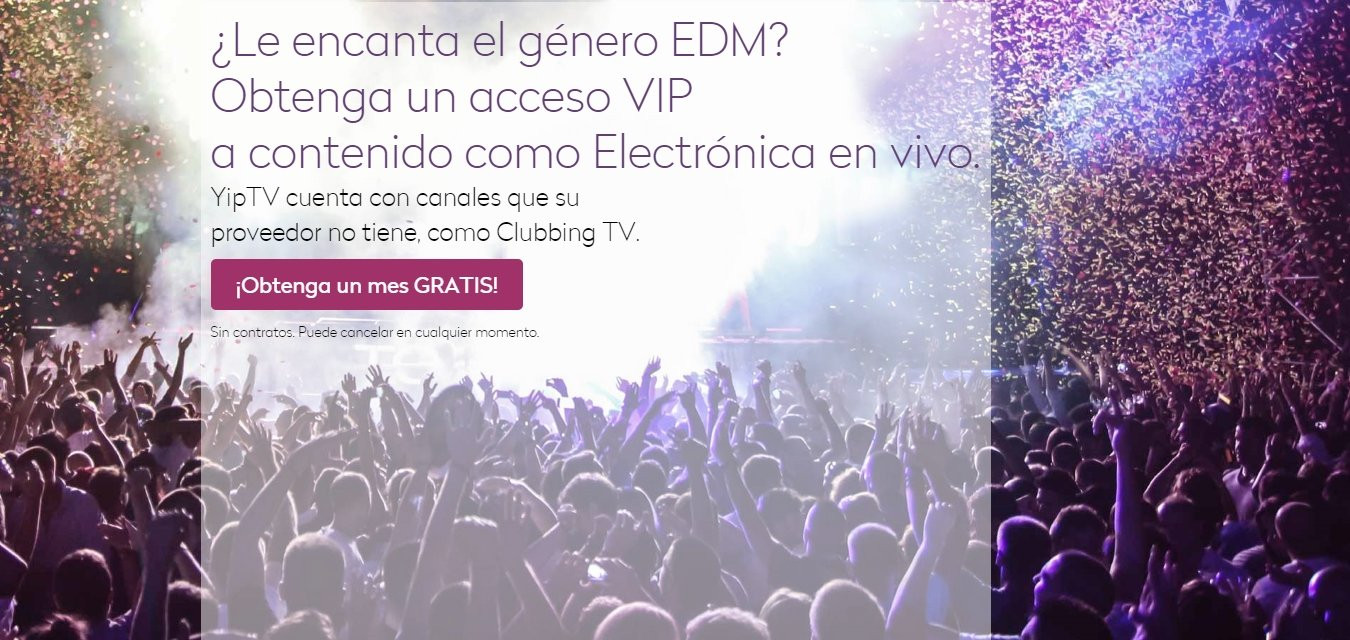 ¿Le encanta el género EDM?
Obtenga un acceso VIP
a contenido como Electrónica en vivo.
YipTV cuenta con canales que su
proveedor no tiene, como Clubbing TV.
¡Obtenga un mes GRATIS!
Sin contratos. Puede cancelar en cualquier momento.